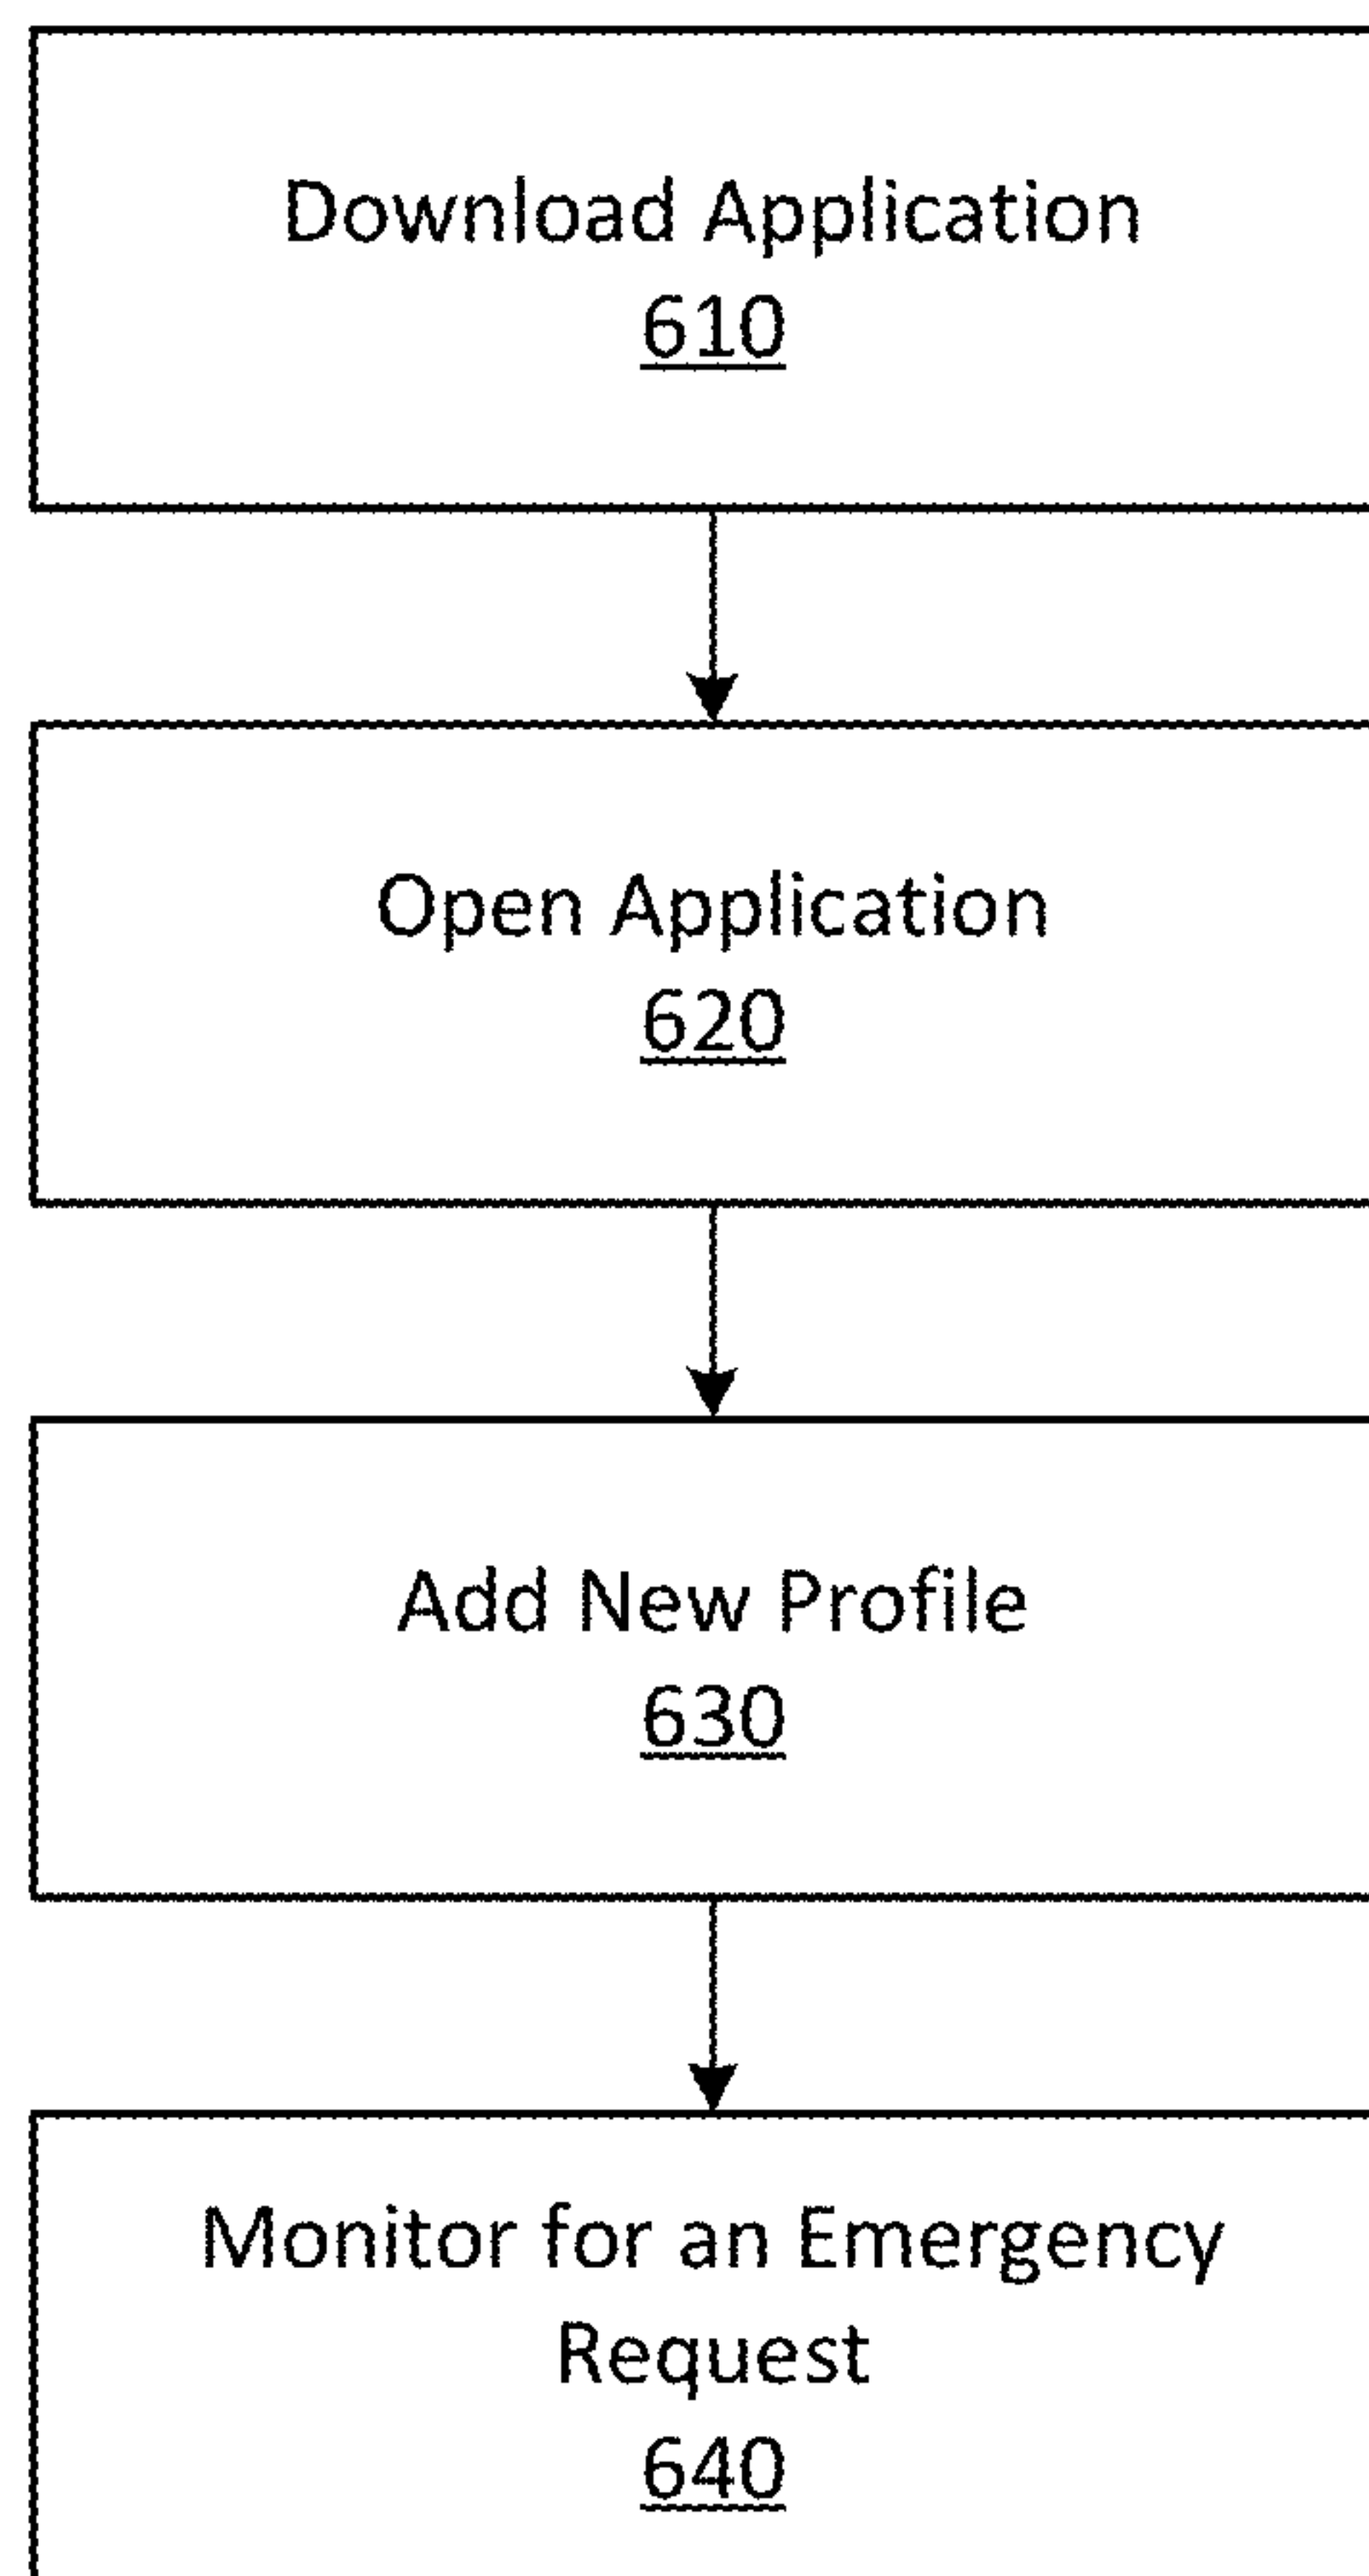 Download Application
610
Open Application
620
Add New Profile
630
Monitor for an Emergency
Request
640